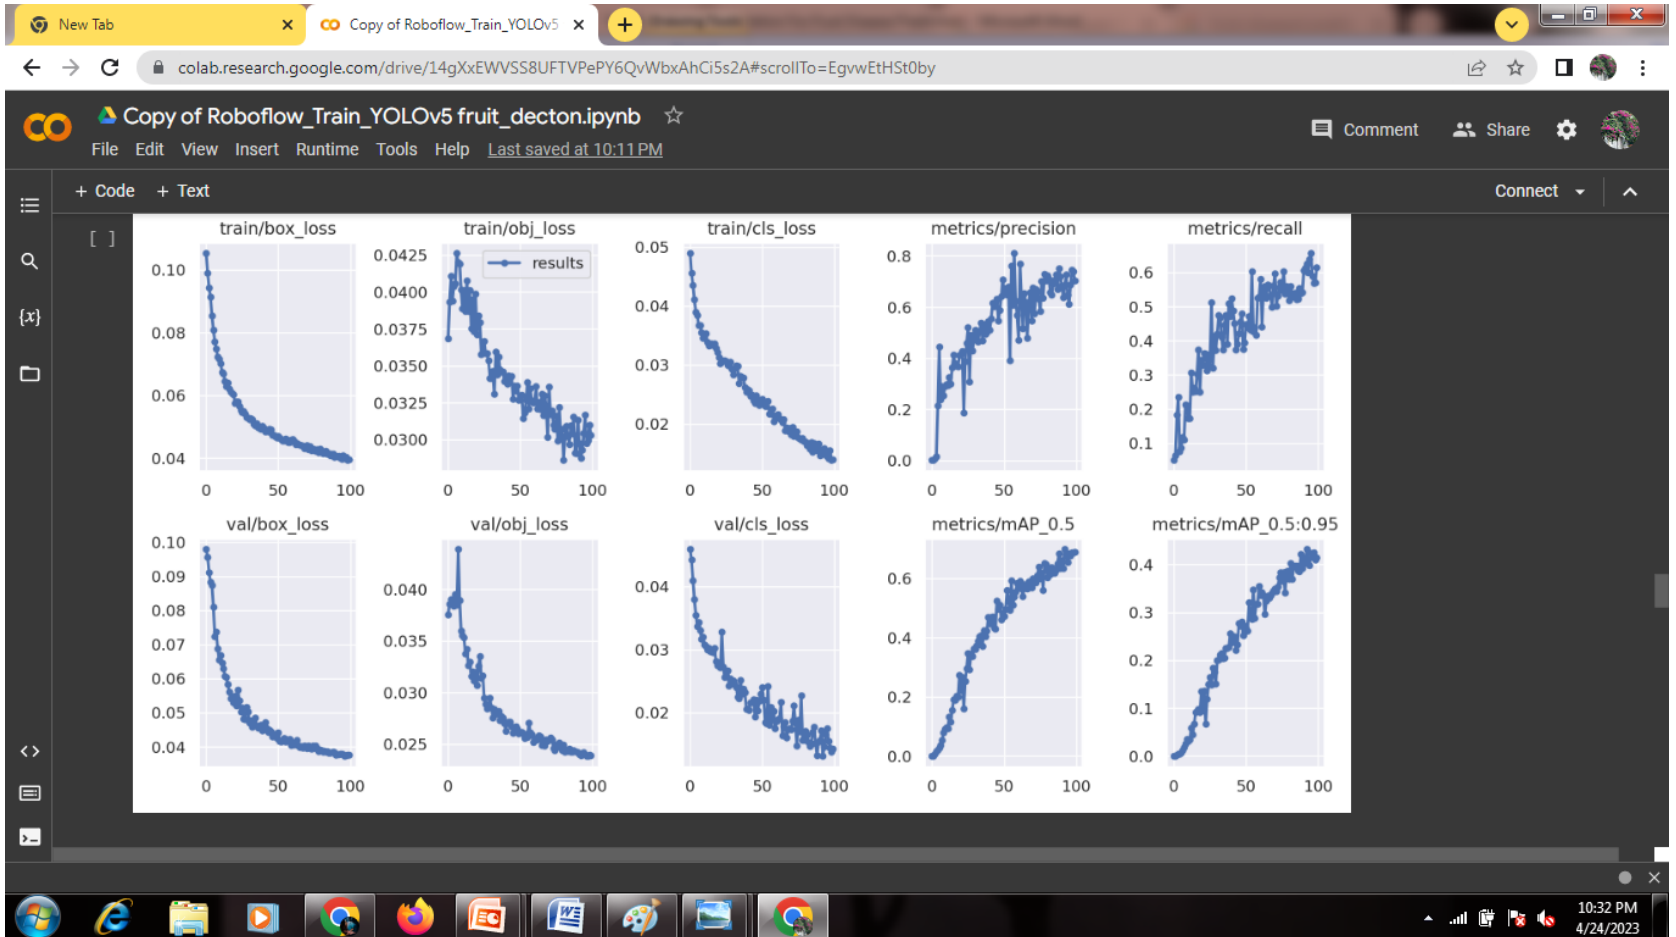 New Tab
Copy of Roboflow_Train_YOLOv5
colab.research.google.com/drive/14gXxEWVSS8UFTVPePY6QvWbxAhCi5s2A#scrollTo=EgvwEtHSt0by
Copy of Roboflow_Train_YOLOv5 fruit_decton.ipynb
Comment
Share
File Edit View Insert Runtime Tools Help Last saved at 10:11 PM
+ Code + Text
Connect
[ ]
{x}
train/box_loss train/obj_loss train/cls_loss metrics/precision metrics/recall
results
0.10
0.08
0.06
0.04
0 50 100
0.0425
0.0400
0.0375
0.0350
0.0325
0.0300
0 50 100
0.05
0.04
0.03
0.02
0 50 100
0.8
0.6
0.4
0.2
0.0
0 50 100
0.6
0.5
0.4
0.3
0.2
0.1
0 50 100
val/box_loss val/obj_loss val/cls_loss metrics/mAP_0.5 metrics/mAP_0.5:0.95
0.10
0.09
0.08
0.07
0.06
0.05
0.04
0 50 100
0.040
0.035
0.030
0.025
0 50 100
0.04
0.03
0.02
0 50 100
0.6
0.4
0.2
0.0
0 50 100
0.4
0.3
0.2
0.1
0.0
0 50 100
10:32 PM
4/24/2023